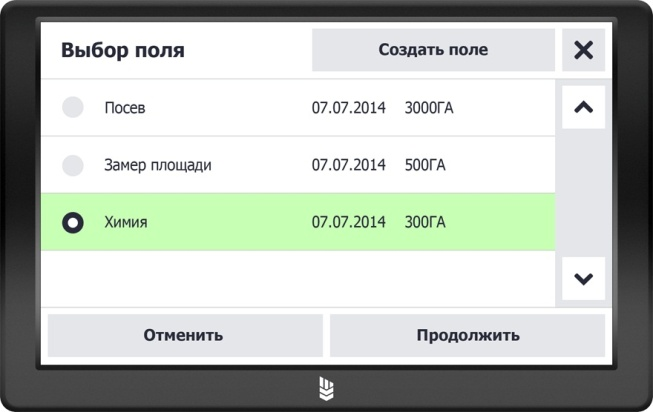 Выбор поля Создать поле
Посев 07.07.2014 3000ГА
Замер площади 07.07.2014 500ГА
Химия 07.07.2014 300ГА
Отменить Продолжить